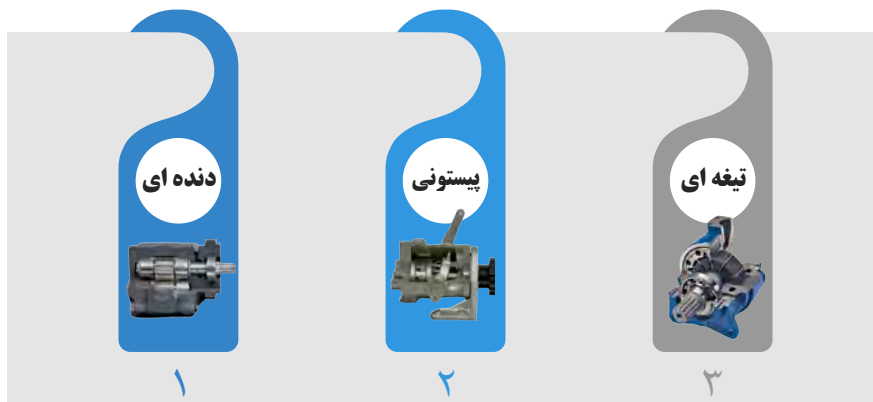 دنده ای
پیستونی
تیغه ای
۱
۲
۳